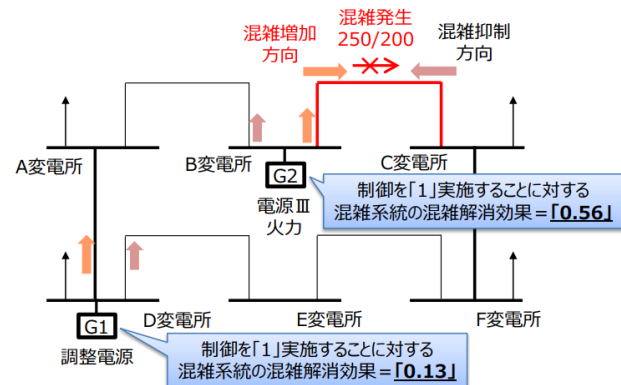 混雑増加
方向
混雑発生
250/200
混雑抑制
方向
A変電所
B変電所
C変電所
G2
電源Ⅲ
火力
制御を「1」実施することに対する
混雑系統の混雑解消効果=「0.56」
G1
調整電源
D変電所
E変電所
F変電所
制御を「1」実施することに対する
混雑系統の混雑解消効果=「0.13」